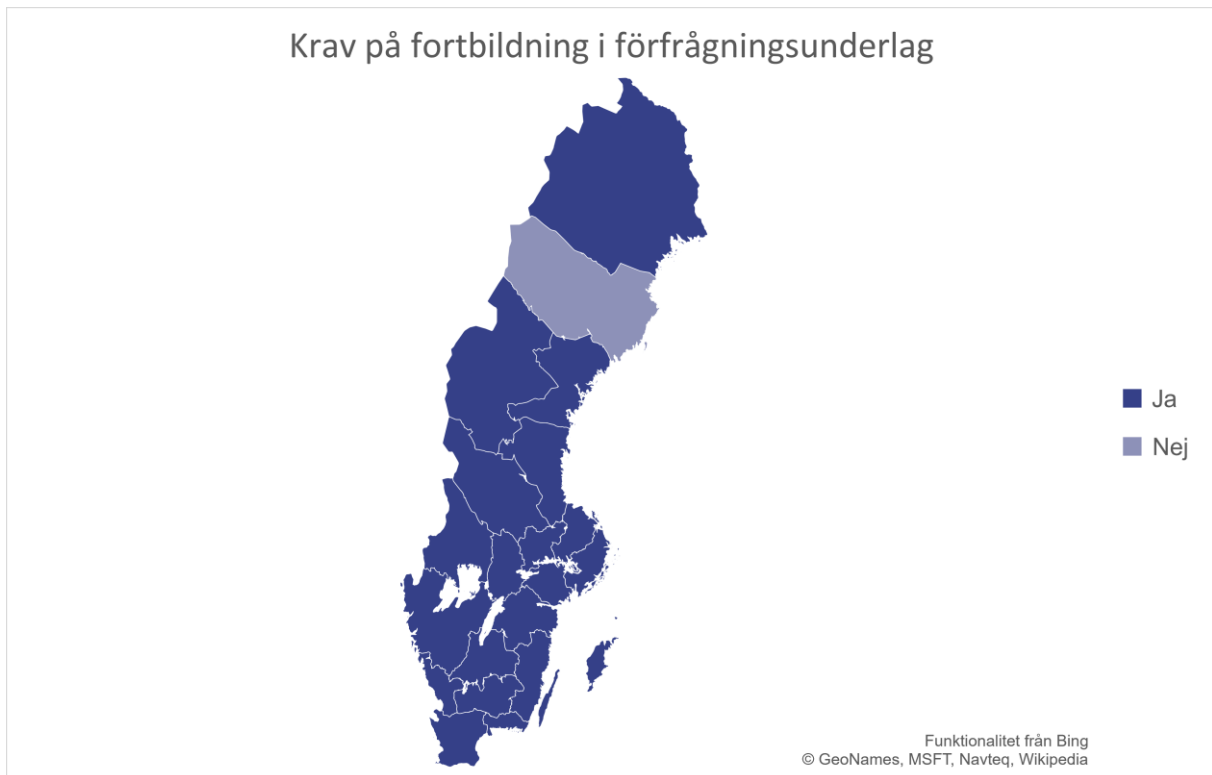 Krav på fortbildning i förfrågningsunderlag
Ja
Nej
Funktionalitet från Bing
© GeoNames, MSFT, Navteq, Wikipedia